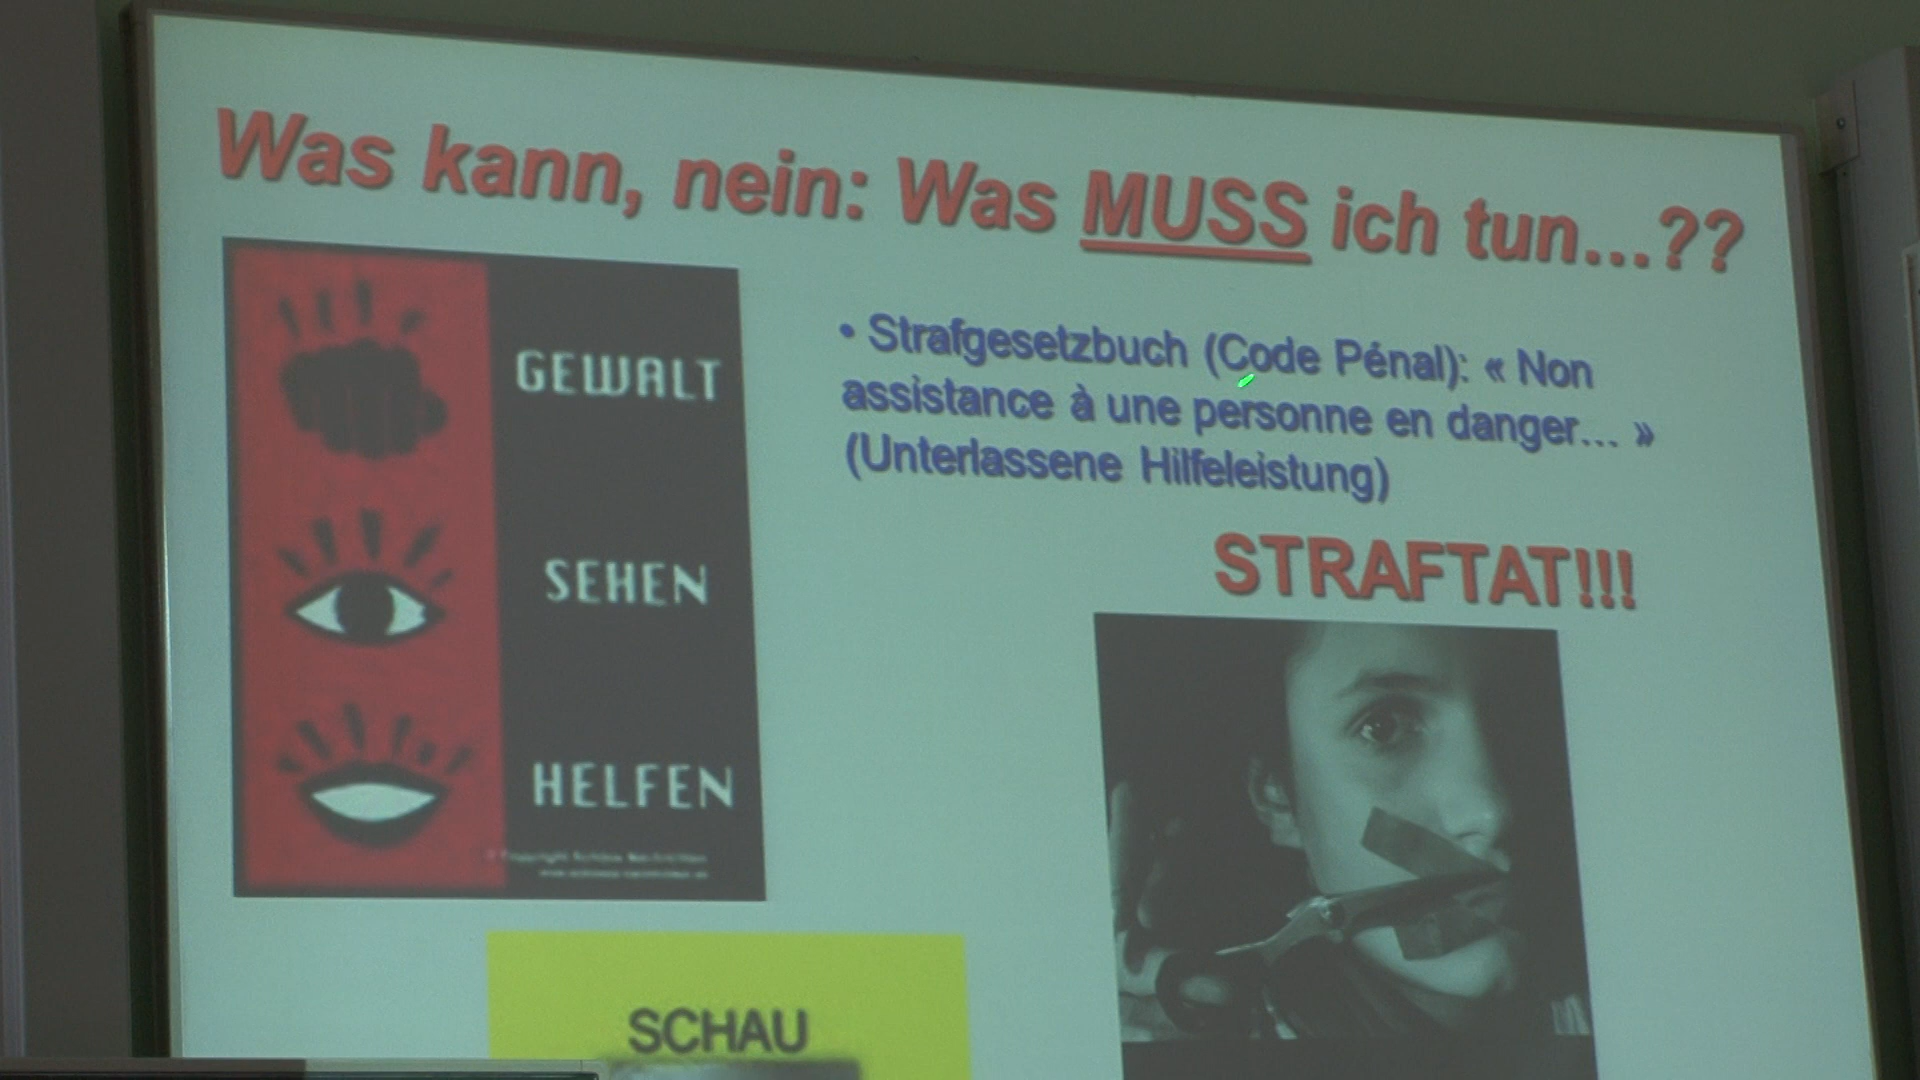 Was kann, nein: Was MUSS ich tun...??
GEWALT
SEHEN
HELFEN
• Strafgesetzbuch (Code Pénal): « Non
assistance à une personne en danger... »
(Unterlassene Hilfeleistung)
STRAFTAT!!!
SCHAU